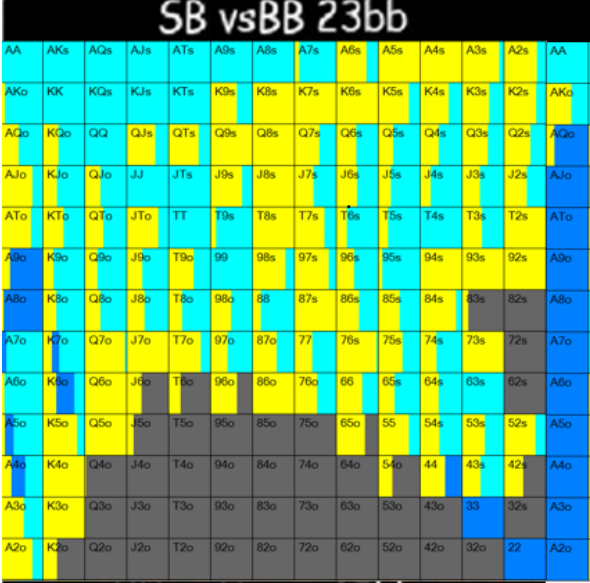 SB vsBB 23bb
AA AKs AQs AJs ATs A9s A8s A7s A6s A5s A4s A3s A2s AA
AKo KK KQs KJs KTs K9s K8s K7s K6s K5s K4s K3s K2s AKo
AQo KQo QQ QJs QTs Q9s Q8s Q7s Q6s Q5s Q4s Q3s Q2s AQo
AJo KJo QJo JJ JTs J9s J8s J7s J6s J5s J4s J3s J2s AJo
ATo KTo QTo JTo TT T9s T8s T7s T6s T5s T4s T3s T2s ATo
A9o K9o Q9o J9o T9o 99 98s 97s 96s 95s 94s 93s 92s A9o
A8o K8o Q8o J8o T8o 98o 88 87s 86s 85s 84s 83s 82s A8o
A7o K7o Q7o J7o T7o 97o 87o 77 76s 75s 74s 73s 72s A7o
A6o K6o Q6o J6o T6o 96o 86o 76o 66 65s 64s 63s 62s A6o
A5o K5o Q5o J5o T5o 95o 85o 75o 65o 55 54s 53s 52s A5o
A4o K4o Q4o J4o T4o 94o 84o 74o 64o 54o 44 43s 42s A4o
A3o K3o Q3o J3o T3o 93o 83o 73o 63o 53o 43o 33 32s A3o
A2o K2o Q2o J2o T2o 92o 82o 72o 62o 52o 42o 32o 22 A2o